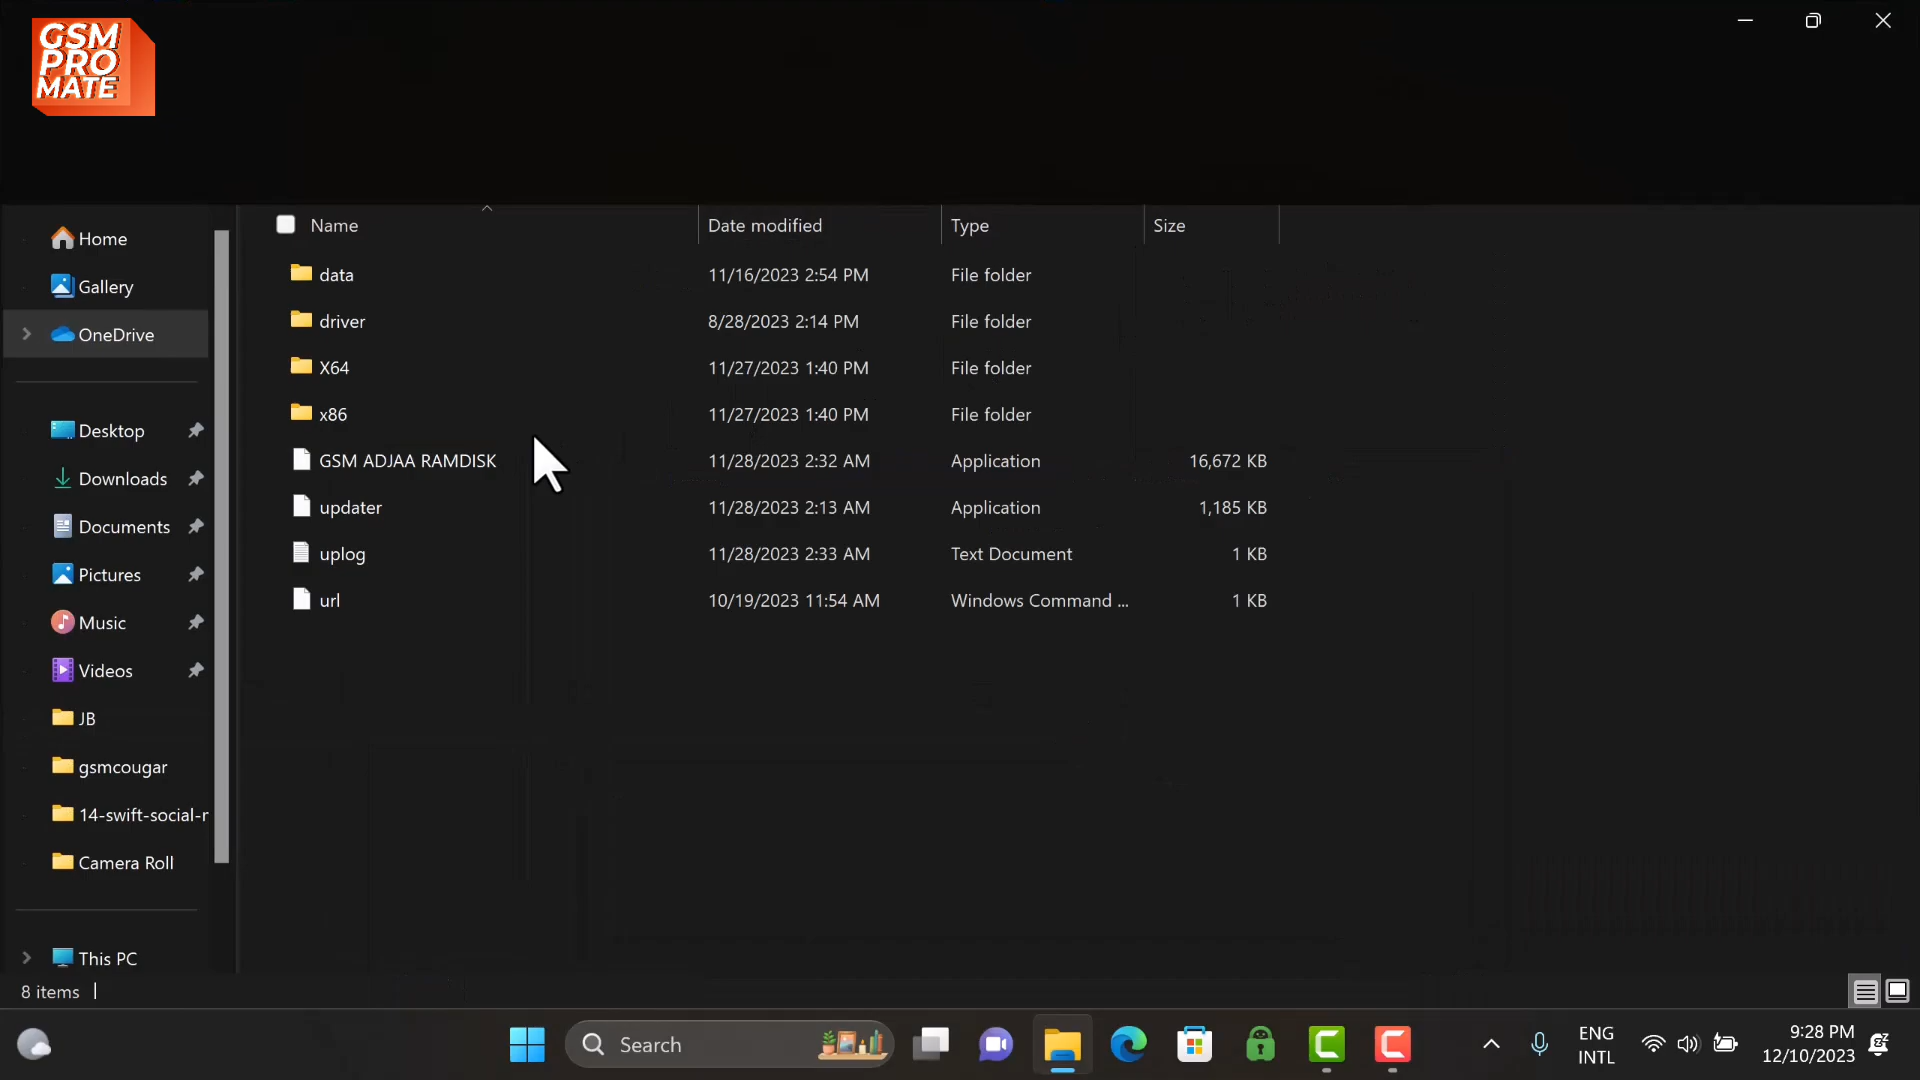 GSM
PRO
MATE
Name
Date modified
Type
Size
Home
Gallery
OneDrive
Desktop
Downloads
Documents
Pictures
Music
Videos
JB
gsmcougar
14-swift-social-r
Camera Roll
This PC
data 11/16/2023 2:54 PM File folder
driver 8/28/2023 2:14 PM File folder
X64 11/27/2023 1:40 PM File folder
x86 11/27/2023 1:40 PM File folder
GSM ADJAA RAMDISK 11/28/2023 2:32 AM Application 16,672 KB
updater 11/28/2023 2:13 AM Application 1,185 KB
uplog 11/28/2023 2:33 AM Text Document 1 KB
url 10/19/2023 11:54 AM Windows Command ... 1 KB
8 items
Search
ENG
INTL
9:28 PM
12/10/2023